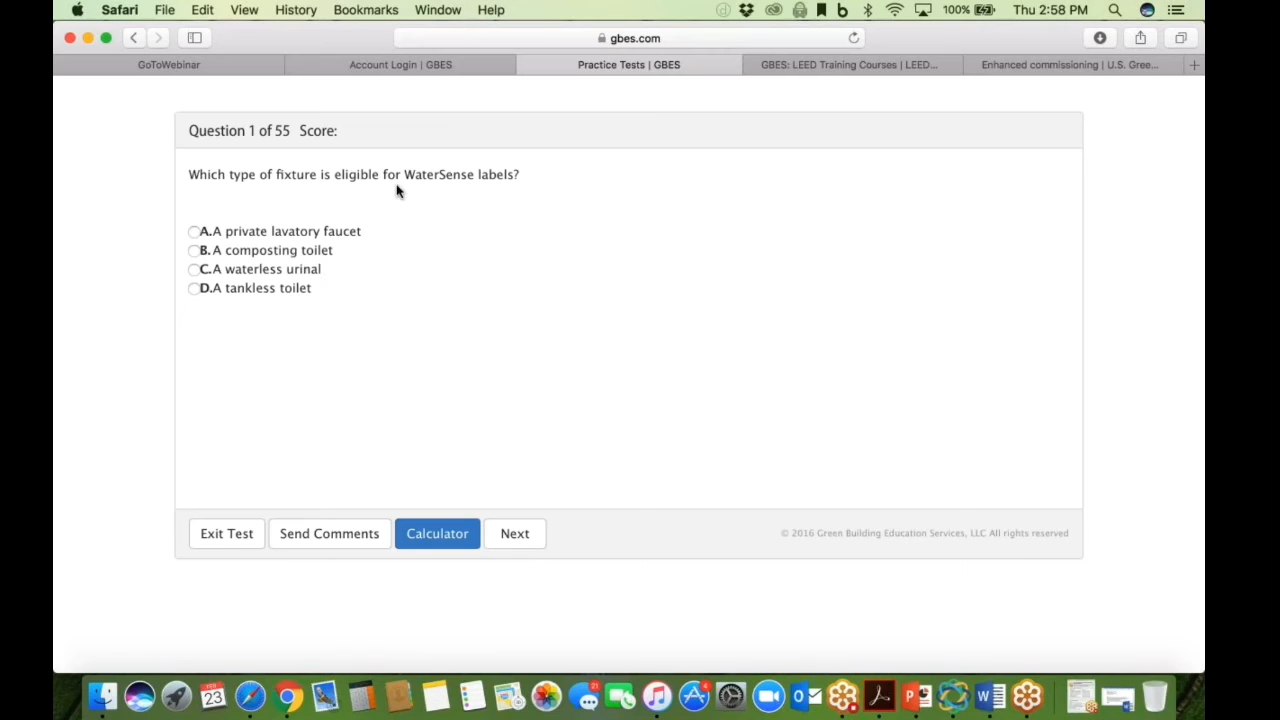 Safari File Edit View History Bookmarks Window Help 100% Thu 2:58 PM
gbes.com
GoToWebinar Account Login | GBES Practice Tests | GBES GBES: LEED Training Courses | LEED... Enhanced commissioning | U.S. Gree...
Question 1 of 55 Score:
Which type of fixture is eligible for WaterSense labels?
A. A private lavatory faucet
B. A composting toilet
C. A waterless urinal
D. A tankless toilet
Exit Test Send Comments Calculator Next © 2016 Green Building Education Services, LLC All rights reserved